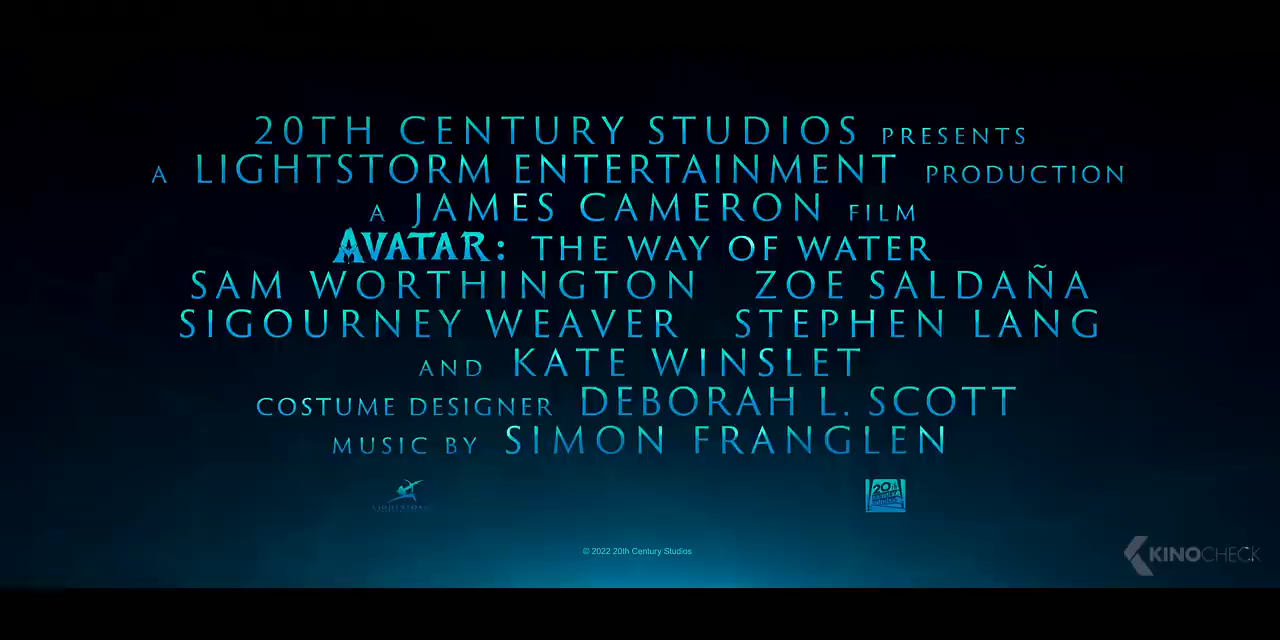 20TH CENTURY STUDIOS PRESENTS
A LIGHTSTORM ENTERTAINMENT PRODUCTION
A JAMES CAMERON FILM
AVATAR: THE WAY OF WATER
SAM WORTHINGTON ZOE SALDAÑA
SIGOURNEY WEAVER STEPHEN LANG
AND KATE WINSLET
COSTUME DESIGNER DEBORAH L. SCOTT
MUSIC BY SIMON FRANGLEN
20th
© 2022 20th Century Studios
KINOCHECK